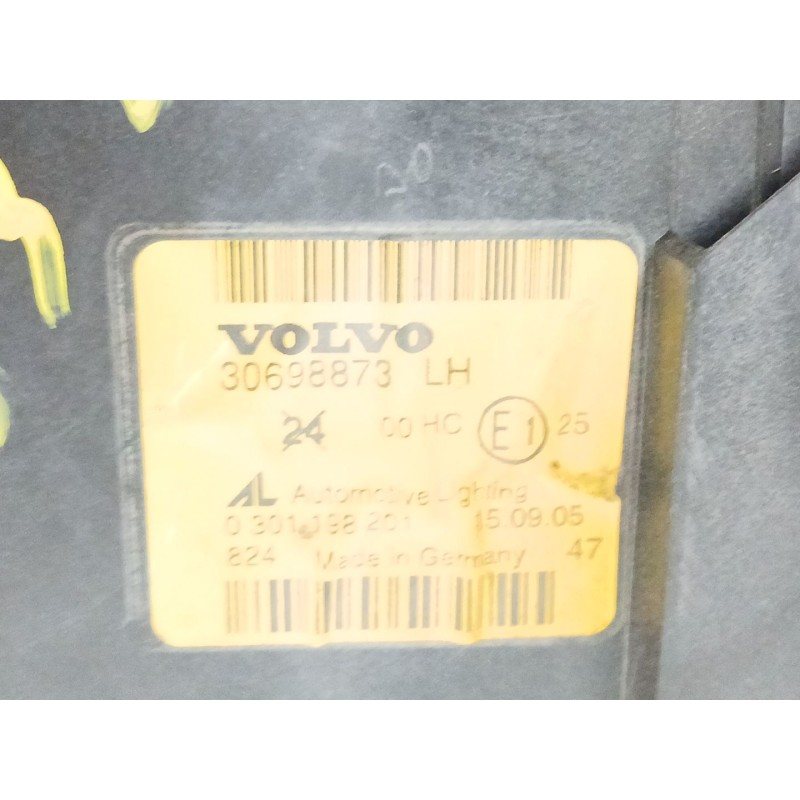 20
VOLVO
30698873 LH
24 00 HC E1 25
AL Automotive Lighting
0 301 198 201 15.09.05
824 Made in Germany 47